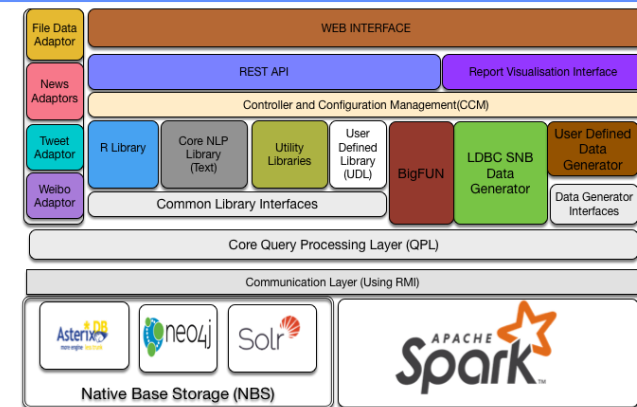 File Data
Adaptor
WEB INTERFACE
News
Adaptors
REST API
Report Visualisation Interface
Controller and Configuration Management(CCM)
Tweet
Adaptor
Weibo
Adaptor
R Library
Core NLP
Library
(Text)
Utility
Libraries
User
Defined
Library
(UDL)
BigFUN
LDBC SNB
Data
Generator
User Defined
Data
Generator
Common Library Interfaces
Data Generator
Interfaces
Core Query Processing Layer (QPL)
Communication Layer (Using RMI)
AsterixDB
neo4j
Solr
Native Base Storage (NBS)
APACHE
Spark
TM